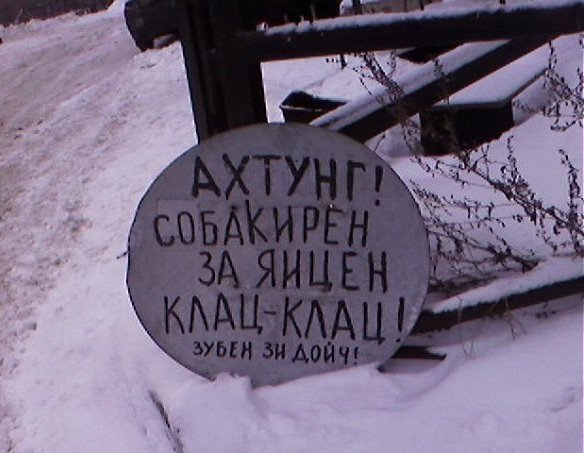 АХТУНГ!
СОБАКИРЕН
ЗА ЯИЦЕН
КЛАЦ-КЛАЦ!
ЗУБЕН ЗИ ДОЙЧ!